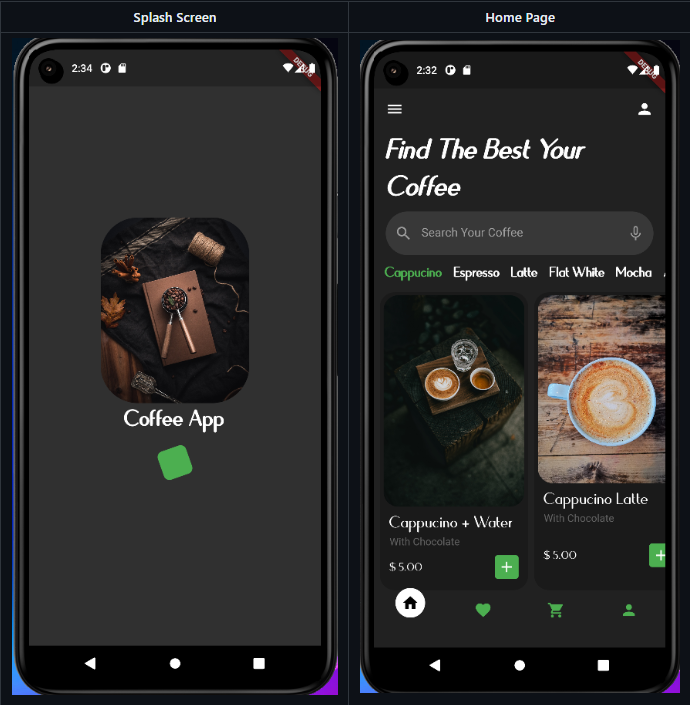 Splash Screen
Home Page
2:34
DEBUG
Coffee App
2:32
DEBUG
Find The Best Your
Coffee
Search Your Coffee
Cappucino Espresso Latte Flat White Mocha
Cappucino + Water
With Chocolate
$ 5.00
Cappucino Latte
With Chocolate
$ 5.00